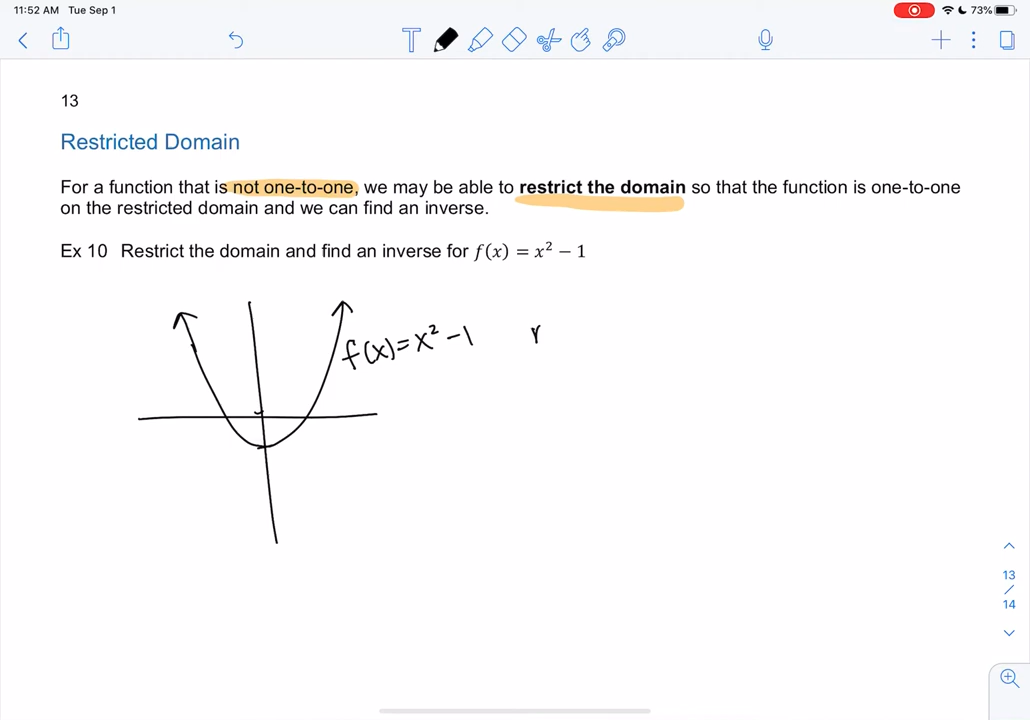 11:52 AM Tue Sep 1
73%
13
Restricted Domain
For a function that is not one-to-one, we may be able to restrict the domain so that the function is one-to-one
on the restricted domain and we can find an inverse.
Ex 10 Restrict the domain and find an inverse for f(x) = x² − 1
f(x)=x²-1
13
/
14